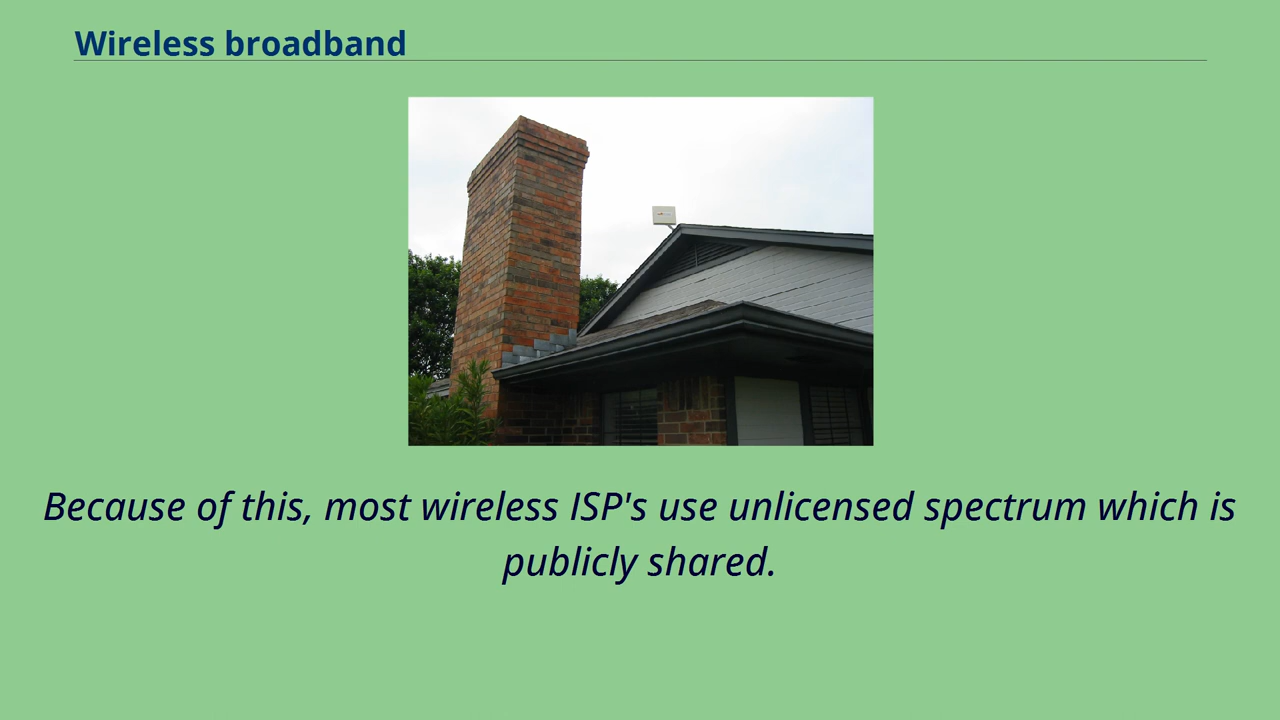 Wireless broadband
Because of this, most wireless ISP's use unlicensed spectrum which is
publicly shared.